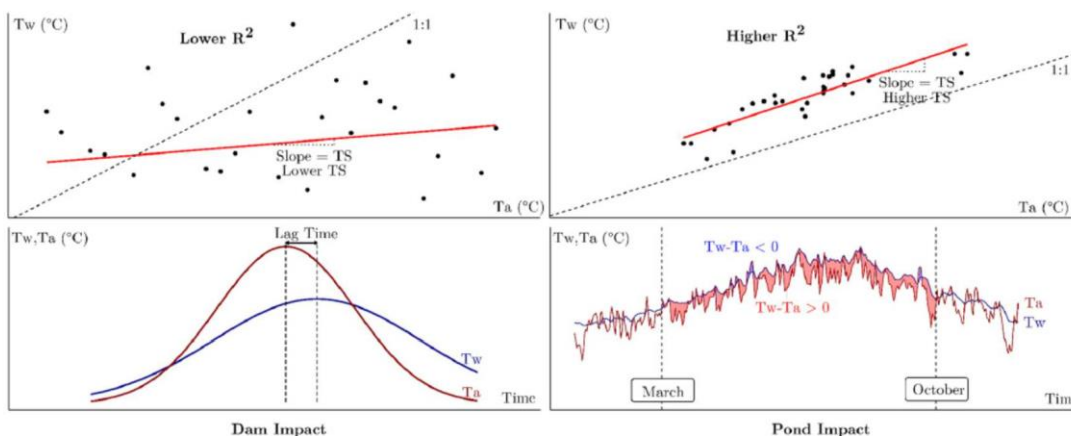 Tw (°C)
Lower R²
1:1
Slope = TS
Lower TS
Ta (°C)
Tw (°C)
Higher R²
1:1
Slope = TS
Higher TS
Ta (°C)
Tw,Ta (°C)
Lag Time
Tw
Ta
Time
Dam Impact
Tw,Ta (°C)
Tw-Ta < 0
Tw-Ta > 0
Ta
Tw
March
October
Tim
Pond Impact